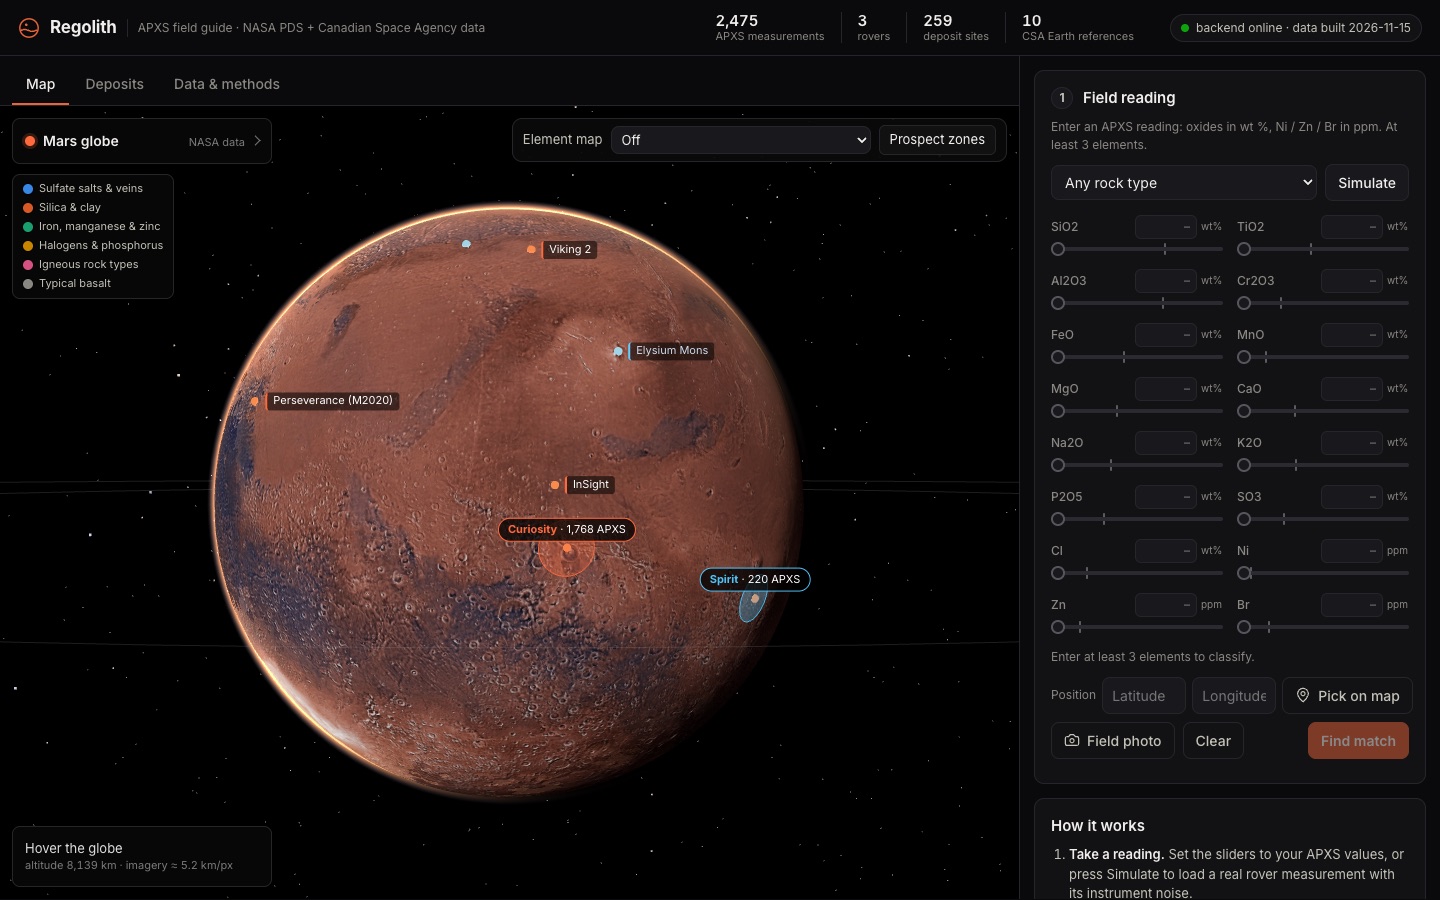 Regolith
APXS field guide · NASA PDS + Canadian Space Agency data
2,475
APXS measurements
3
rovers
259
deposit sites
10
CSA Earth references
backend online · data built 2026-11-15
Map
Deposits
Data & methods
Mars globe
NASA data
Element map
Off
Prospect zones
Sulfate salts & veins
Silica & clay
Iron, manganese & zinc
Halogens & phosphorus
Igneous rock types
Typical basalt
Viking 2
Elysium Mons
Perseverance (M2020)
InSight
Curiosity · 1,768 APXS
Spirit · 220 APXS
Hover the globe
altitude 8,139 km · imagery ≈ 5.2 km/px
1 Field reading
Enter an APXS reading: oxides in wt %, Ni / Zn / Br in ppm. At
least 3 elements.
Any rock type
Simulate
SiO2 – wt% TiO2 – wt%
Al2O3 – wt% Cr2O3 – wt%
FeO – wt% MnO – wt%
MgO – wt% CaO – wt%
Na2O – wt% K2O – wt%
P2O5 – wt% SO3 – wt%
Cl – wt% Ni – ppm
Zn – ppm Br – ppm
Enter at least 3 elements to classify.
Position Latitude Longitude Pick on map
Field photo Clear Find match
How it works
1. Take a reading. Set the sliders to your APXS values, or
press Simulate to load a real rover measurement with
its instrument noise.